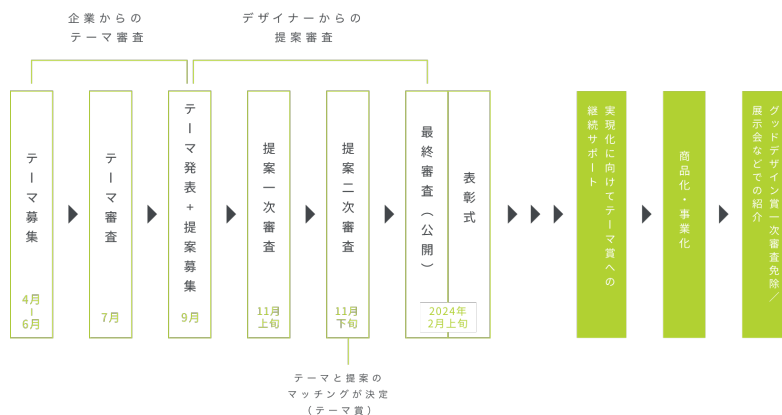 企業からの
テーマ審査
デザイナーからの
提案審査
テーマ募集
4月
–
6月
テーマ審査
7月
テーマ発表+提案募集
9月
提案一次審査
11月
上旬
提案二次審査
11月
下旬
最終審査(公開)
表彰式
2024年
2月上旬
実現化に向けてテーマ賞への
継続サポート
商品化・事業化
グッドデザイン賞一次審査免除/
展示会などでの紹介
テーマと提案の
マッチングが決定
(テーマ賞)